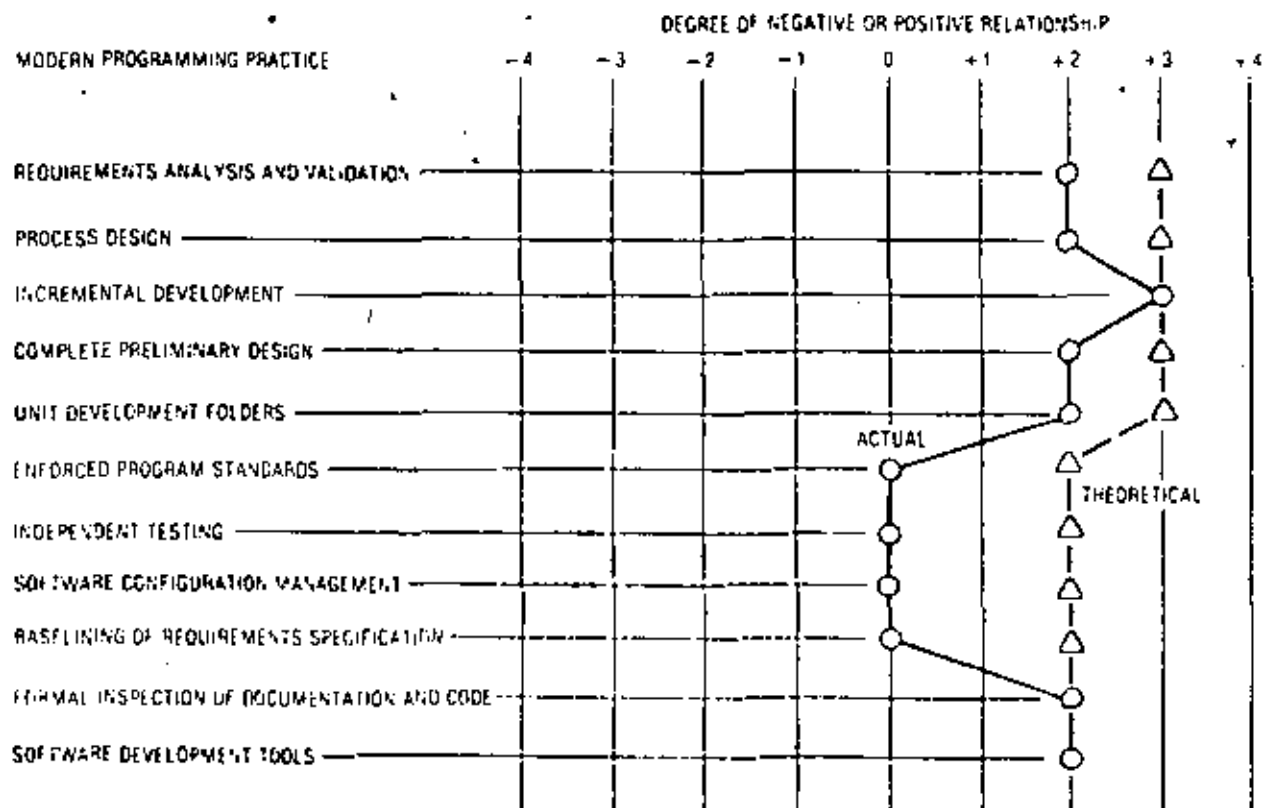 DEGREE OF NEGATIVE OR POSITIVE RELATIONSHIP
MODERN PROGRAMMING PRACTICE
-4 -3 -2 -1 0 +1 +2 +3 +4
REQUIREMENTS ANALYSIS AND VALIDATION
PROCESS DESIGN
INCREMENTAL DEVELOPMENT
COMPLETE PRELIMINARY DESIGN
UNIT DEVELOPMENT FOLDERS
ACTUAL
ENFORCED PROGRAM STANDARDS
THEORETICAL
INDEPENDENT TESTING
SOFTWARE CONFIGURATION MANAGEMENT
BASELINING OF REQUIREMENTS SPECIFICATION
FORMAL INSPECTION OF DOCUMENTATION AND CODE
SOFTWARE DEVELOPMENT TOOLS